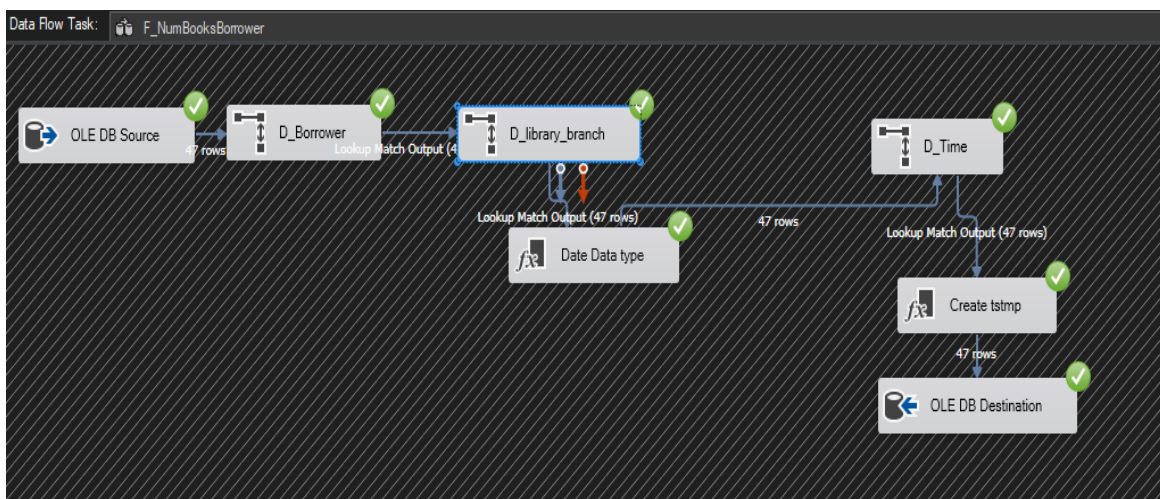 Data Flow Task: F_NumBooksBorrower
OLE DB Source
47 rows
D_Borrower
Lookup Match Output (4
D_library_branch
Lookup Match Output (47 rows)
Date Data type
47 rows
D_Time
Lookup Match Output (47 rows)
Create tstmp
47 rows
OLE DB Destination